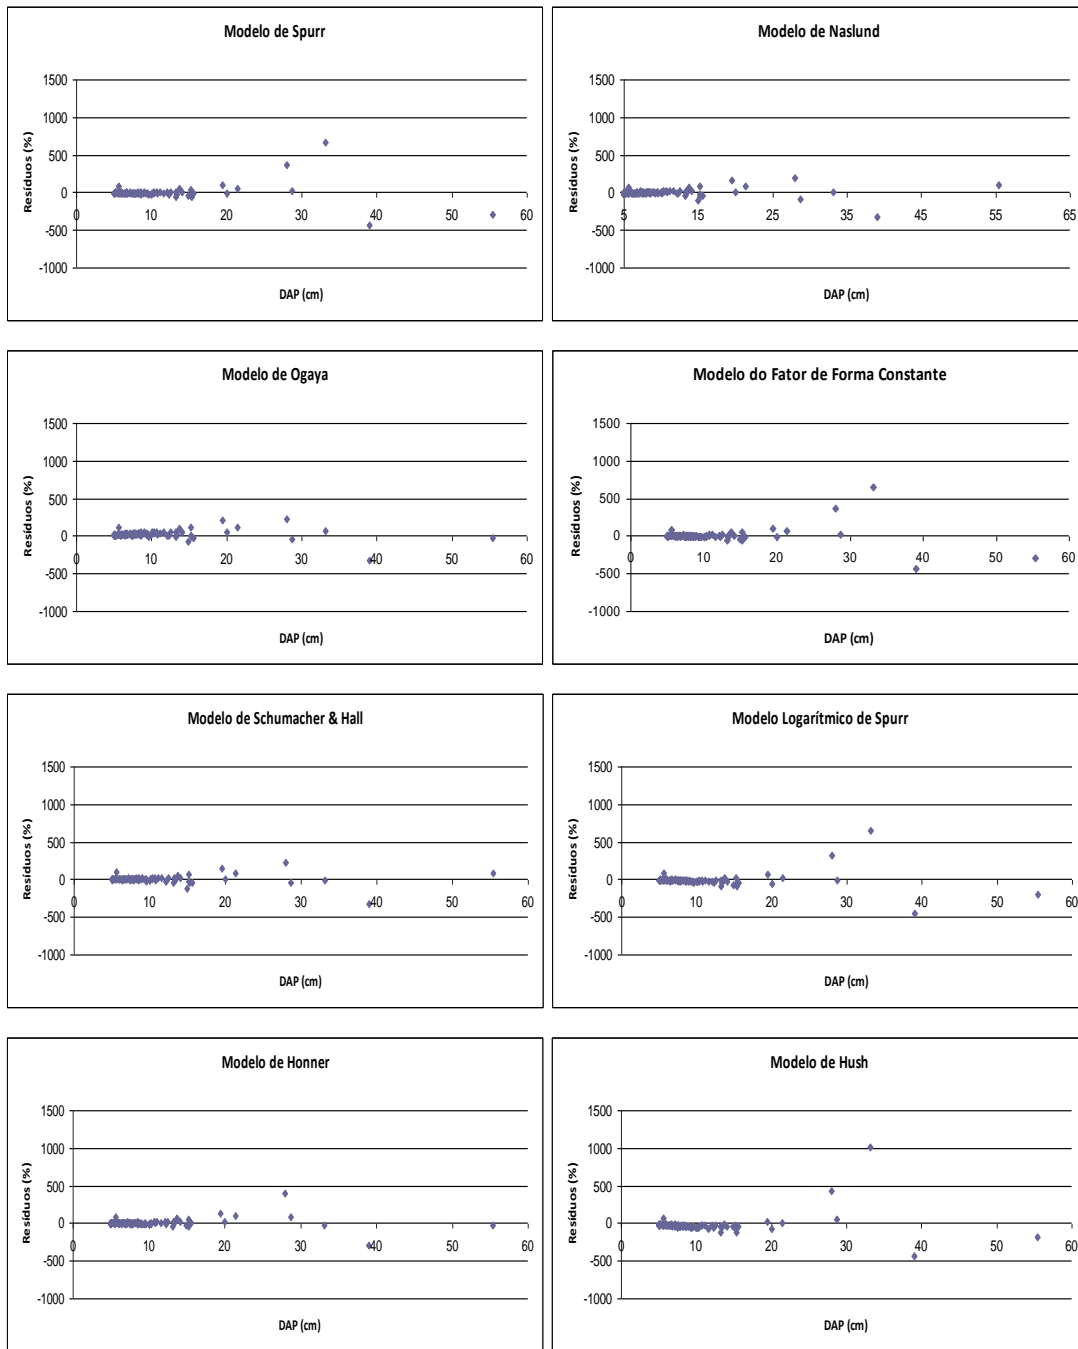 Modelo de Spurr
1500
1000
500
0
-500
-1000
0 10 20 30 40 50 60
Resíduos (%)
DAP (cm)
Modelo de Naslund
1500
1000
500
0
-500
-1000
5 15 25 35 45 55 65
Resíduos (%)
DAP (cm)
Modelo de Ogaya
1500
1000
500
0
-500
-1000
0 10 20 30 40 50 60
Resíduos (%)
DAP (cm)
Modelo do Fator de Forma Constante
1500
1000
500
0
-500
-1000
0 10 20 30 40 50 60
Resíduos (%)
DAP (cm)
Modelo de Schumacher & Hall
1500
1000
500
0
-500
-1000
0 10 20 30 40 50 60
Resíduos (%)
DAP (cm)
Modelo Logarítmico de Spurr
1500
1000
500
0
-500
-1000
0 10 20 30 40 50 60
Resíduos (%)
DAP (cm)
Modelo de Honner
1500
1000
500
0
-500
-1000
0 10 20 30 40 50 60
Resíduos (%)
DAP (cm)
Modelo de Hush
1500
1000
500
0
-500
-1000
0 10 20 30 40 50 60
Resíduos (%)
DAP (cm)